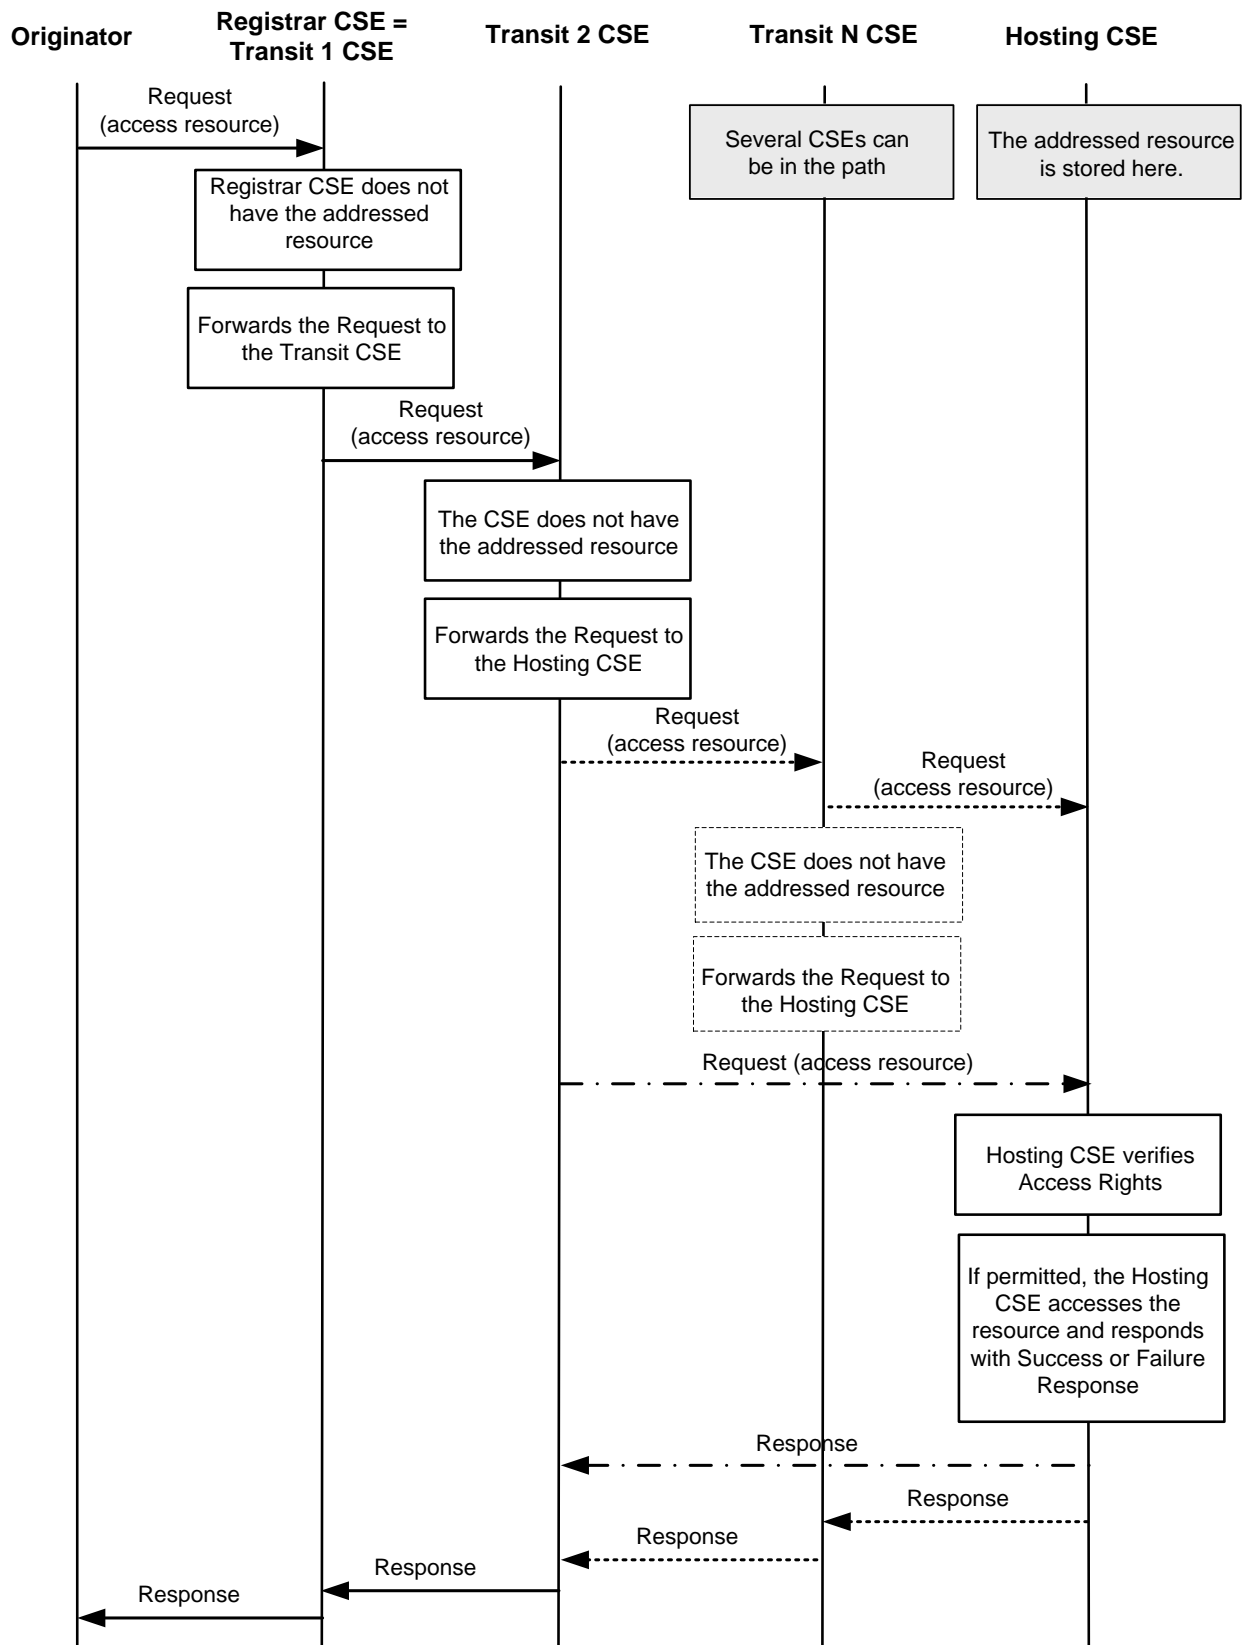 Originator
Registrar CSE =
Transit 1 CSE
Transit 2 CSE
Transit N CSE
Hosting CSE
Request
(access resource)
Several CSEs can
be in the path
The addressed resource
is stored here.
Registrar CSE does not
have the addressed
resource
Forwards the Request to
the Transit CSE
Request
(access resource)
The CSE does not have
the addressed resource
Forwards the Request to
the Hosting CSE
Request
(access resource)
Request
(access resource)
The CSE does not have
the addressed resource
Forwards the Request to
the Hosting CSE
Request (access resource)
Hosting CSE verifies
Access Rights
If permitted, the Hosting
CSE accesses the
resource and responds
with Success or Failure
Response
Response
Response
Response
Response
Response